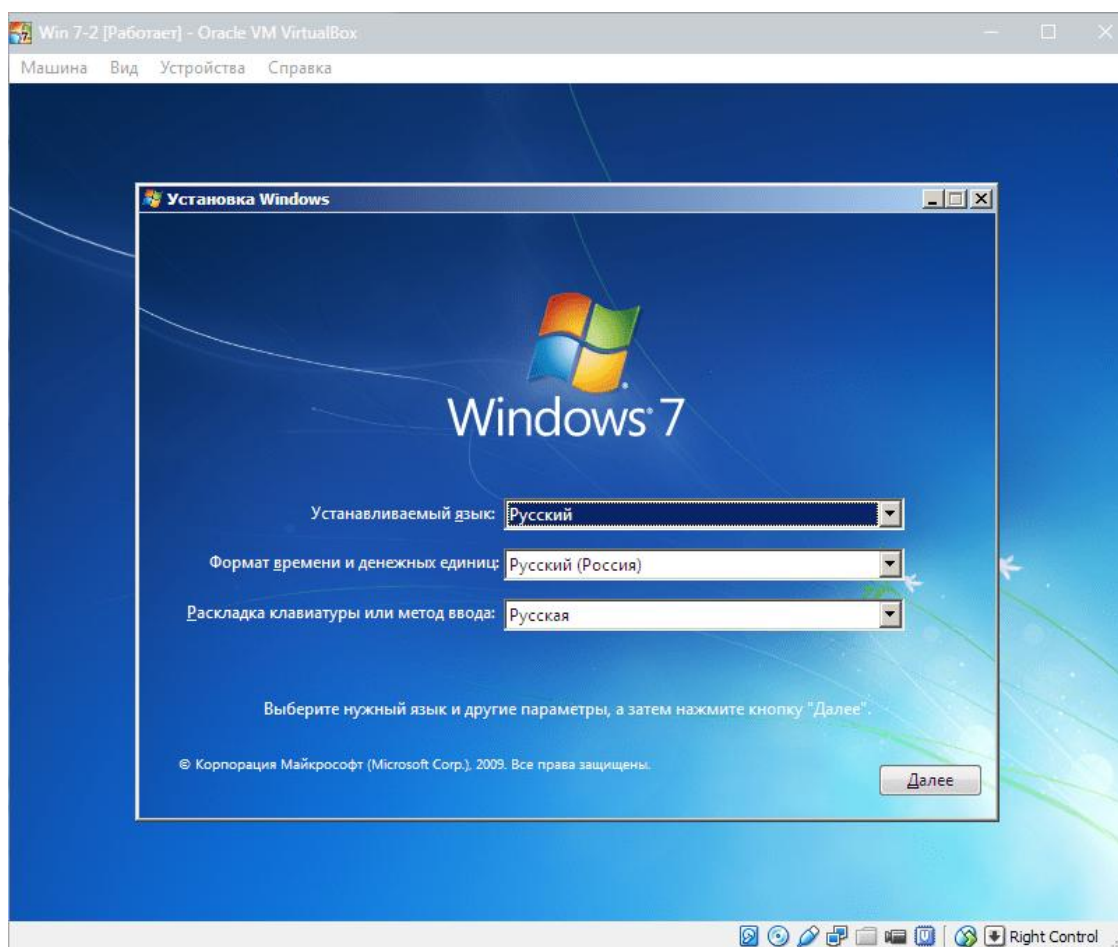 Win 7-2 [Работает] - Oracle VM VirtualBox
Машина Вид Устройства Справка
Установка Windows
Windows 7
Устанавливаемый язык: Русский
Формат времени и денежных единиц: Русский (Россия)
Раскладка клавиатуры или метод ввода: Русская
Выберите нужный язык и другие параметры, а затем нажмите кнопку "Далее".
© Корпорация Майкрософт (Microsoft Corp.), 2009. Все права защищены.
Далее
Right Control